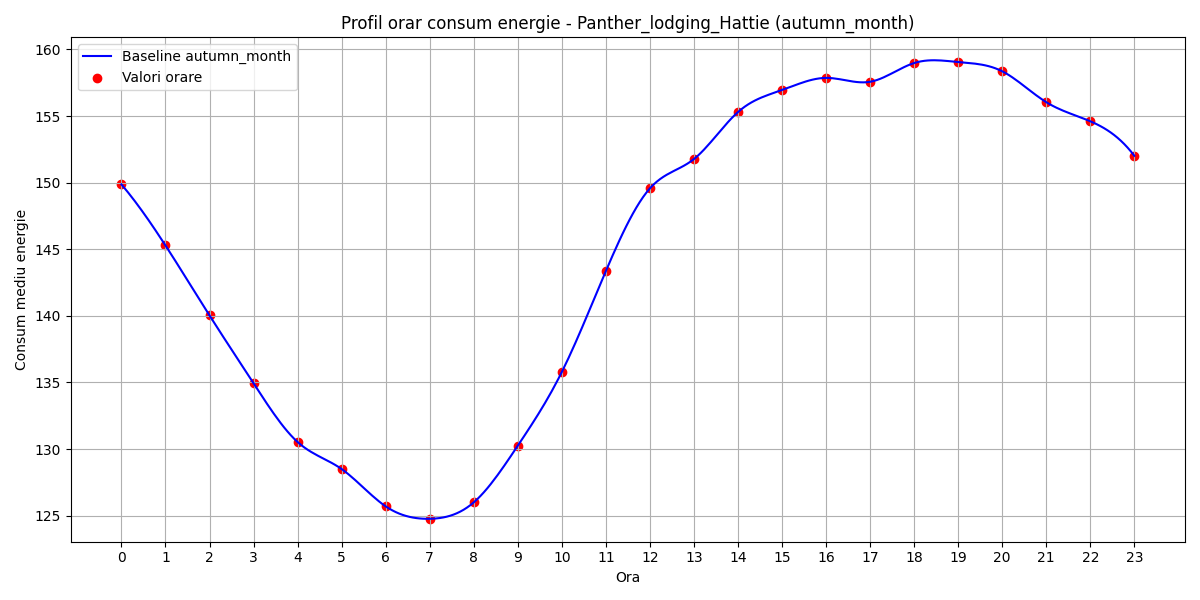 Profil orar consum energie - Panther_lodging_Hattie (autumn_month)
Baseline autumn_month
Valori orare
Consum mediu energie
160
155
150
145
140
135
130
125
0 1 2 3 4 5 6 7 8 9 10 11 12 13 14 15 16 17 18 19 20 21 22 23
Ora